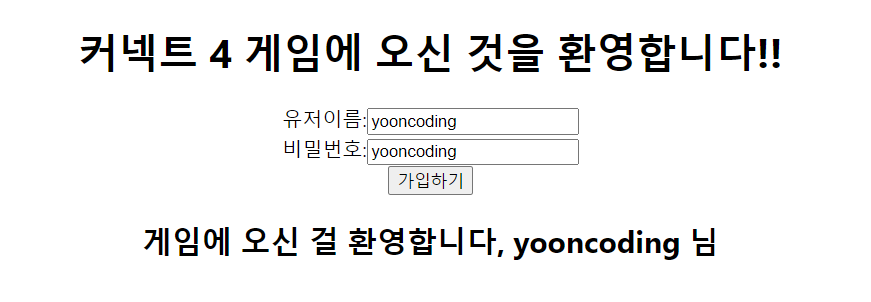 커넥트 4 게임에 오신 것을 환영합니다!!
유저이름:yooncoding
비밀번호:yooncoding
가입하기
게임에 오신 걸 환영합니다, yooncoding 님